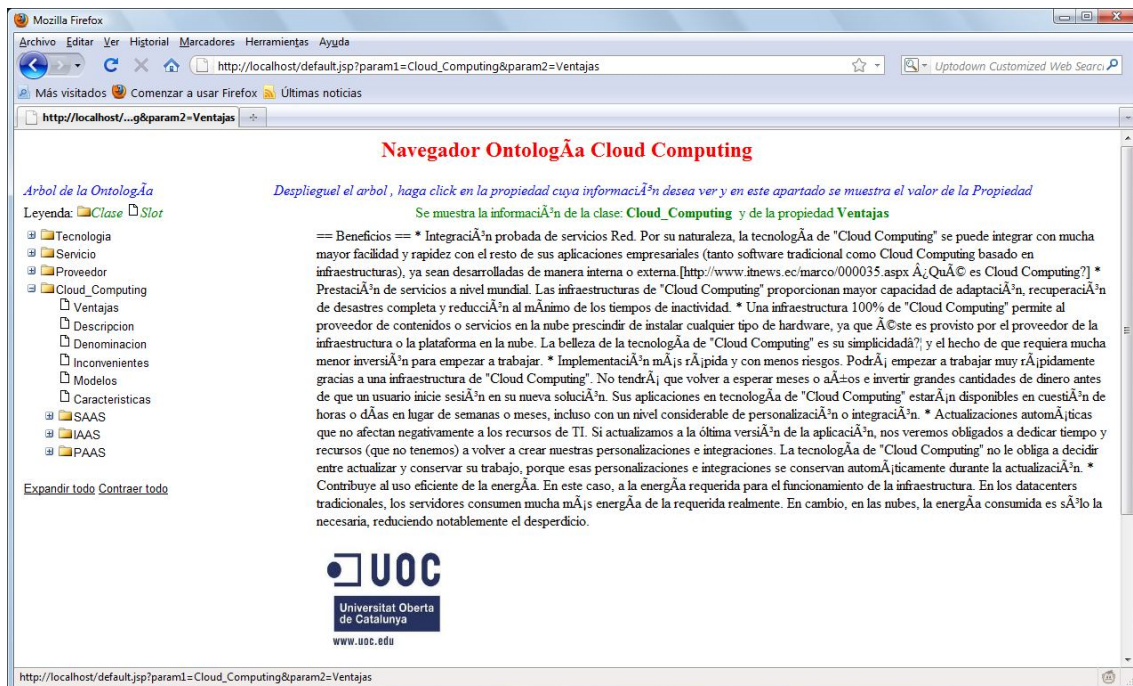 Mozilla Firefox
Archivo Editar Ver Historial Marcadores Herramientas Ayuda
http://localhost/default.jsp?param1=Cloud_Computing&param2=Ventajas
Uptodown Customized Web Searc
Más visitados Comenzar a usar Firefox Últimas noticias
http://localhost/...g&param2=Ventajas
Navegador OntologÃa Cloud Computing
Arbol de la OntologÃa
Despliegue el arbol , haga click en la propiedad cuya informaciÃ³n desea ver y en este apartado se muestra el valor de la Propiedad
Leyenda: Clase Slot
Se muestra la informaciÃ³n de la clase: Cloud_Computing y de la propiedad Ventajas
Tecnologia
Servicio
Proveedor
Cloud_Computing
Ventajas
Descripcion
Denominacion
Inconvenientes
Modelos
Caracteristicas
SAAS
IAAS
PAAS
Expandir todo Contraer todo
== Beneficios == * IntegraciÃ³n probada de servicios Red. Por su naturaleza, la tecnologÃa de "Cloud Computing" se puede integrar con mucha
mayor facilidad y rapidez con el resto de sus aplicaciones empresariales (tanto software tradicional como Cloud Computing basado en
infraestructuras), ya sean desarrolladas de manera interna o externa.[http://www.itnews.ec/marco/000035.aspx Â¿QuÃ© es Cloud Computing?] *
PrestaciÃ³n de servicios a nivel mundial. Las infraestructuras de "Cloud Computing" proporcionan mayor capacidad de adaptaciÃ³n, recuperaciÃ³n
de desastres completa y reducciÃ³n al mÃnimo de los tiempos de inactividad. * Una infraestructura 100% de "Cloud Computing" permite al
proveedor de contenidos o servicios en la nube prescindir de instalar cualquier tipo de hardware, ya que Ã©ste es provisto por el proveedor de la
infraestructura o la plataforma en la nube. La belleza de la tecnologÃa de "Cloud Computing" es su simplicidadâ?¦ y el hecho de que requiera mucha
menor inversiÃ³n para empezar a trabajar. * ImplementaciÃ³n mÃ¡s rÃ¡pida y con menos riesgos. PodrÃ¡ empezar a trabajar muy rÃ¡pidamente
gracias a una infraestructura de "Cloud Computing". No tendrÃ¡ que volver a esperar meses o aÃ±os e invertir grandes cantidades de dinero antes
de que un usuario inicie sesiÃ³n en su nueva soluciÃ³n. Sus aplicaciones en tecnologÃa de "Cloud Computing" estarÃ¡n disponibles en cuestiÃ³n de
horas o dÃas en lugar de semanas o meses, incluso con un nivel considerable de personalizaciÃ³n o integraciÃ³n. * Actualizaciones automÃ¡ticas
que no afectan negativamente a los recursos de TI. Si actualizamos a la óltima versiÃ³n de la aplicaciÃ³n, nos veremos obligados a dedicar tiempo y
recursos (que no tenemos) a volver a crear nuestras personalizaciones e integraciones. La tecnologÃa de "Cloud Computing" no le obliga a decidir
entre actualizar y conservar su trabajo, porque esas personalizaciones e integraciones se conservan automÃ¡ticamente durante la actualizaciÃ³n. *
Contribuye al uso eficiente de la energÃa. En este caso, a la energÃa requerida para el funcionamiento de la infraestructura. En los datacenters
tradicionales, los servidores consumen mucha mÃ¡s energÃa de la requerida realmente. En cambio, en las nubes, la energÃa consumida es sÃ³lo la
necesaria, reduciendo notablemente el desperdicio.
UOC
Universitat Oberta
de Catalunya
www.uoc.edu
http://localhost/default.jsp?param1=Cloud_Computing&param2=Ventajas